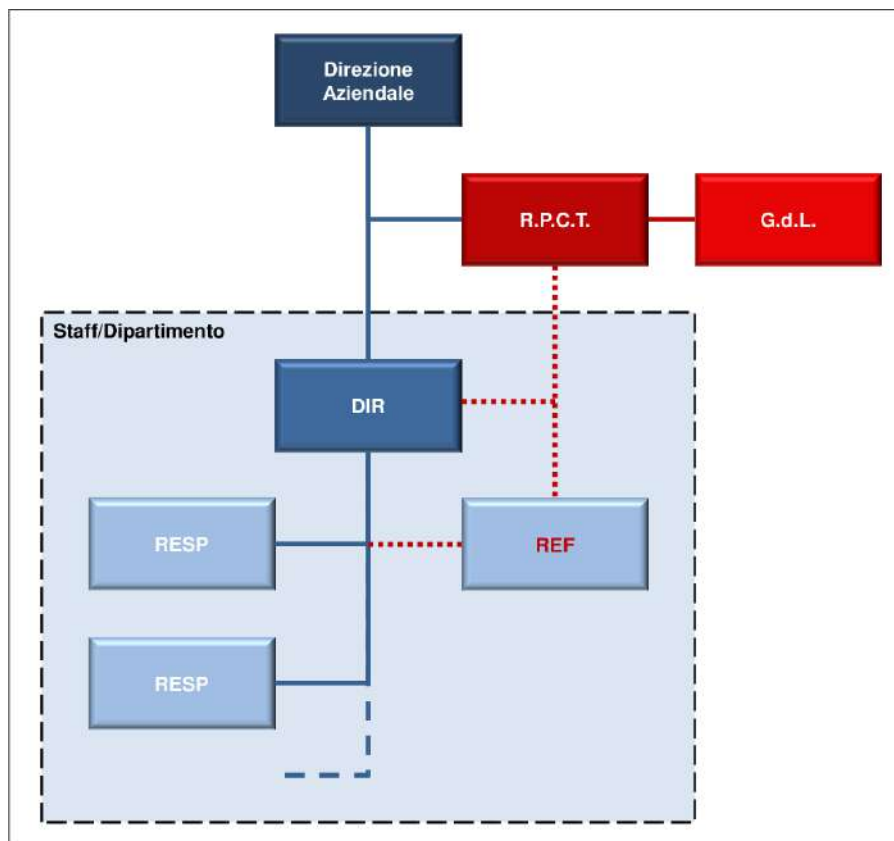 Direzione
Aziendale
R.P.C.T.
G.d.L.
Staff/Dipartimento
DIR
RESP
REF
RESP